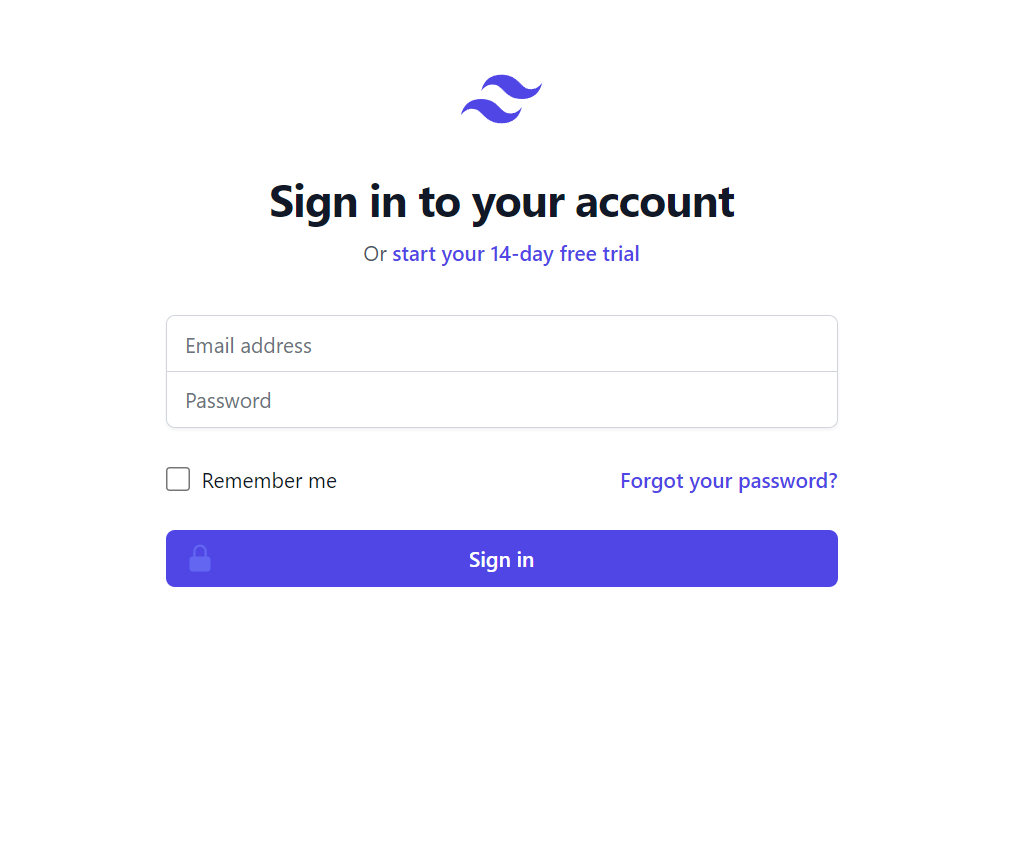 Sign in to your account
Or start your 14-day free trial
Email address
Password
Remember me
Forgot your password?
Sign in